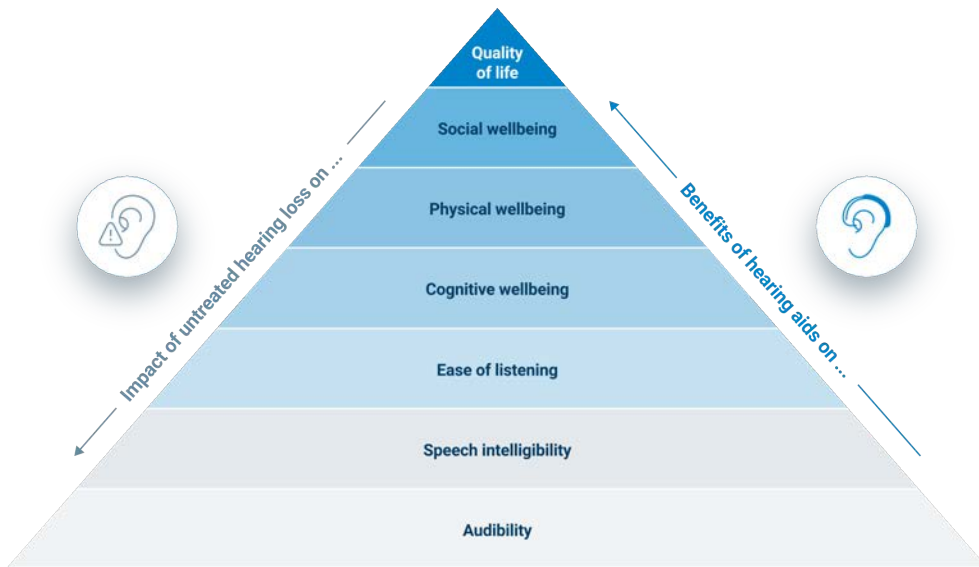 Quality
of life
Social wellbeing
Physical wellbeing
Cognitive wellbeing
Ease of listening
Speech intelligibility
Audibility
Impact of untreated hearing loss on ...
Benefits of hearing aids on ...